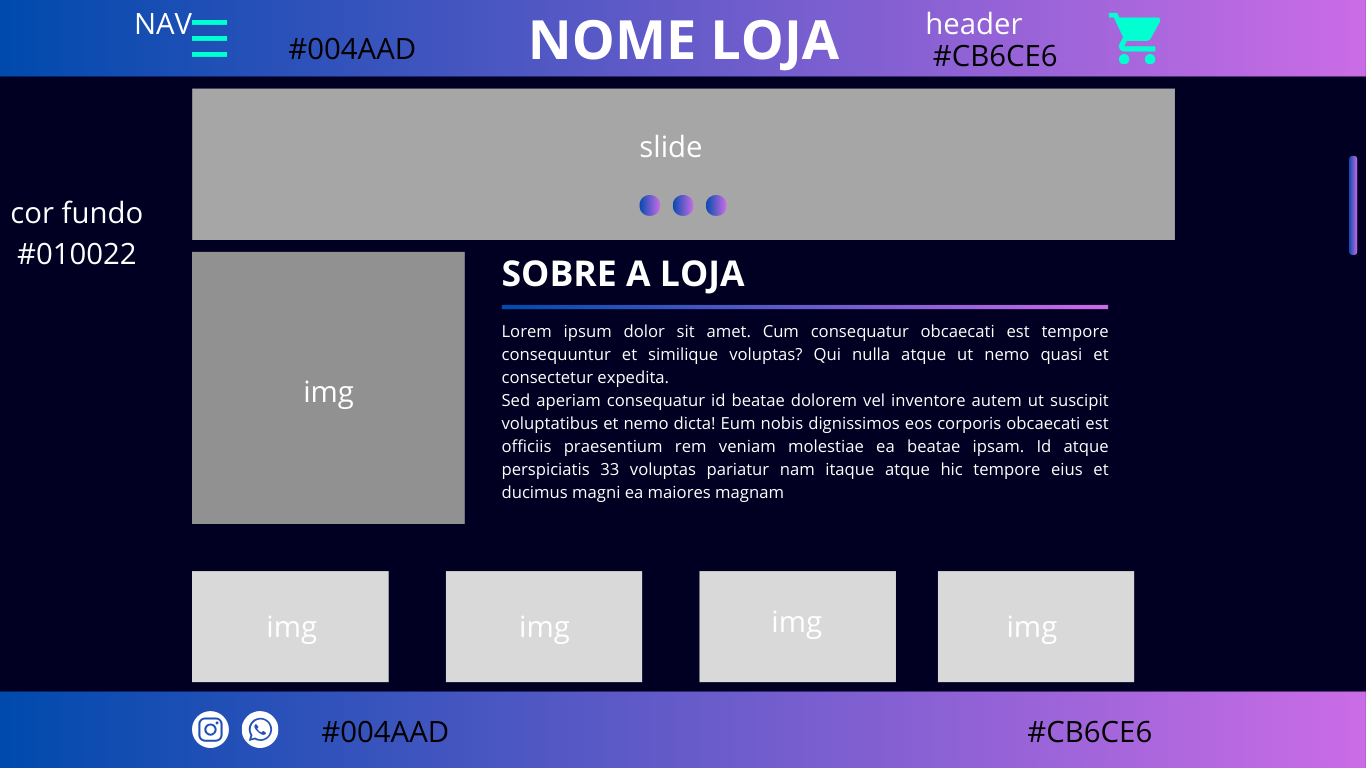 NAV
#004AAD
NOME LOJA
header
#CB6CE6
slide
cor fundo
#010022
img
SOBRE A LOJA
Lorem ipsum dolor sit amet. Cum consequatur obcaecati est tempore
consequuntur et similique voluptas? Qui nulla atque ut nemo quasi et
consectetur expedita.
Sed aperiam consequatur id beatae dolorem vel inventore autem ut suscipit
voluptatibus et nemo dicta! Eum nobis dignissimos eos corporis obcaecati est
officiis praesentium rem veniam molestiae ea beatae ipsam. Id atque
perspiciatis 33 voluptas pariatur nam itaque atque hic tempore eius et
ducimus magni ea maiores magnam
img
img
img
img
#004AAD
#CB6CE6